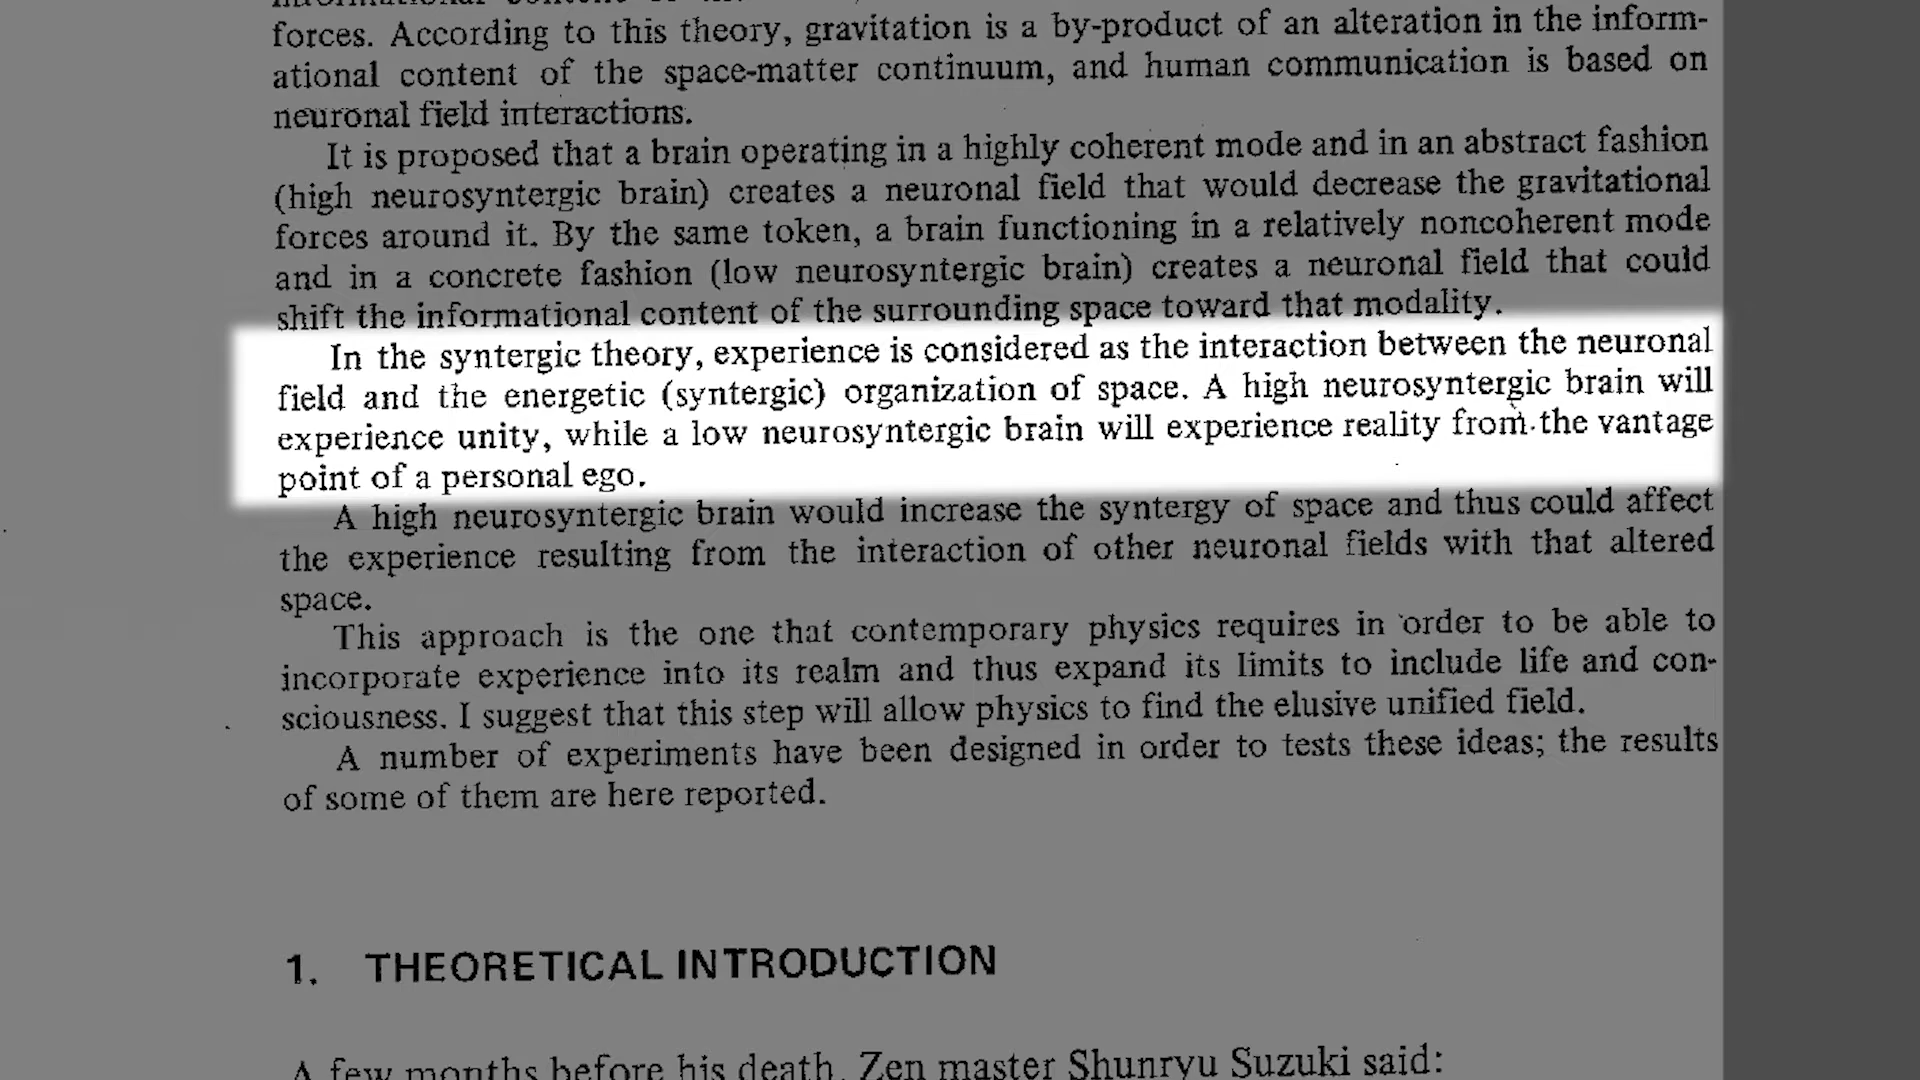 forces. According to this theory, gravitation is a by-product of an alteration in the inform-
ational content of the space-matter continuum, and human communication is based on
neuronal field interactions.
It is proposed that a brain operating in a highly coherent mode and in an abstract fashion
(high neurosyntergic brain) creates a neuronal field that would decrease the gravitational
forces around it. By the same token, a brain functioning in a relatively noncoherent mode
and in a concrete fashion (low neurosyntergic brain) creates a neuronal field that could
shift the informational content of the surrounding space toward that modality.
In the syntergic theory, experience is considered as the interaction between the neuronal
field and the energetic (syntergic) organization of space. A high neurosyntergic brain will
experience unity, while a low neurosyntergic brain will experience reality from the vantage
point of a personal ego.
A high neurosyntergic brain would increase the syntergy of space and thus could affect
the experience resulting from the interaction of other neuronal fields with that altered
space.
This approach is the one that contemporary physics requires in order to be able to
incorporate experience into its realm and thus expand its limits to include life and con-
sciousness. I suggest that this step will allow physics to find the elusive unified field.
A number of experiments have been designed in order to tests these ideas; the results
of some of them are here reported.
1. THEORETICAL INTRODUCTION
A few months before his death, Zen master Shunryu Suzuki said: